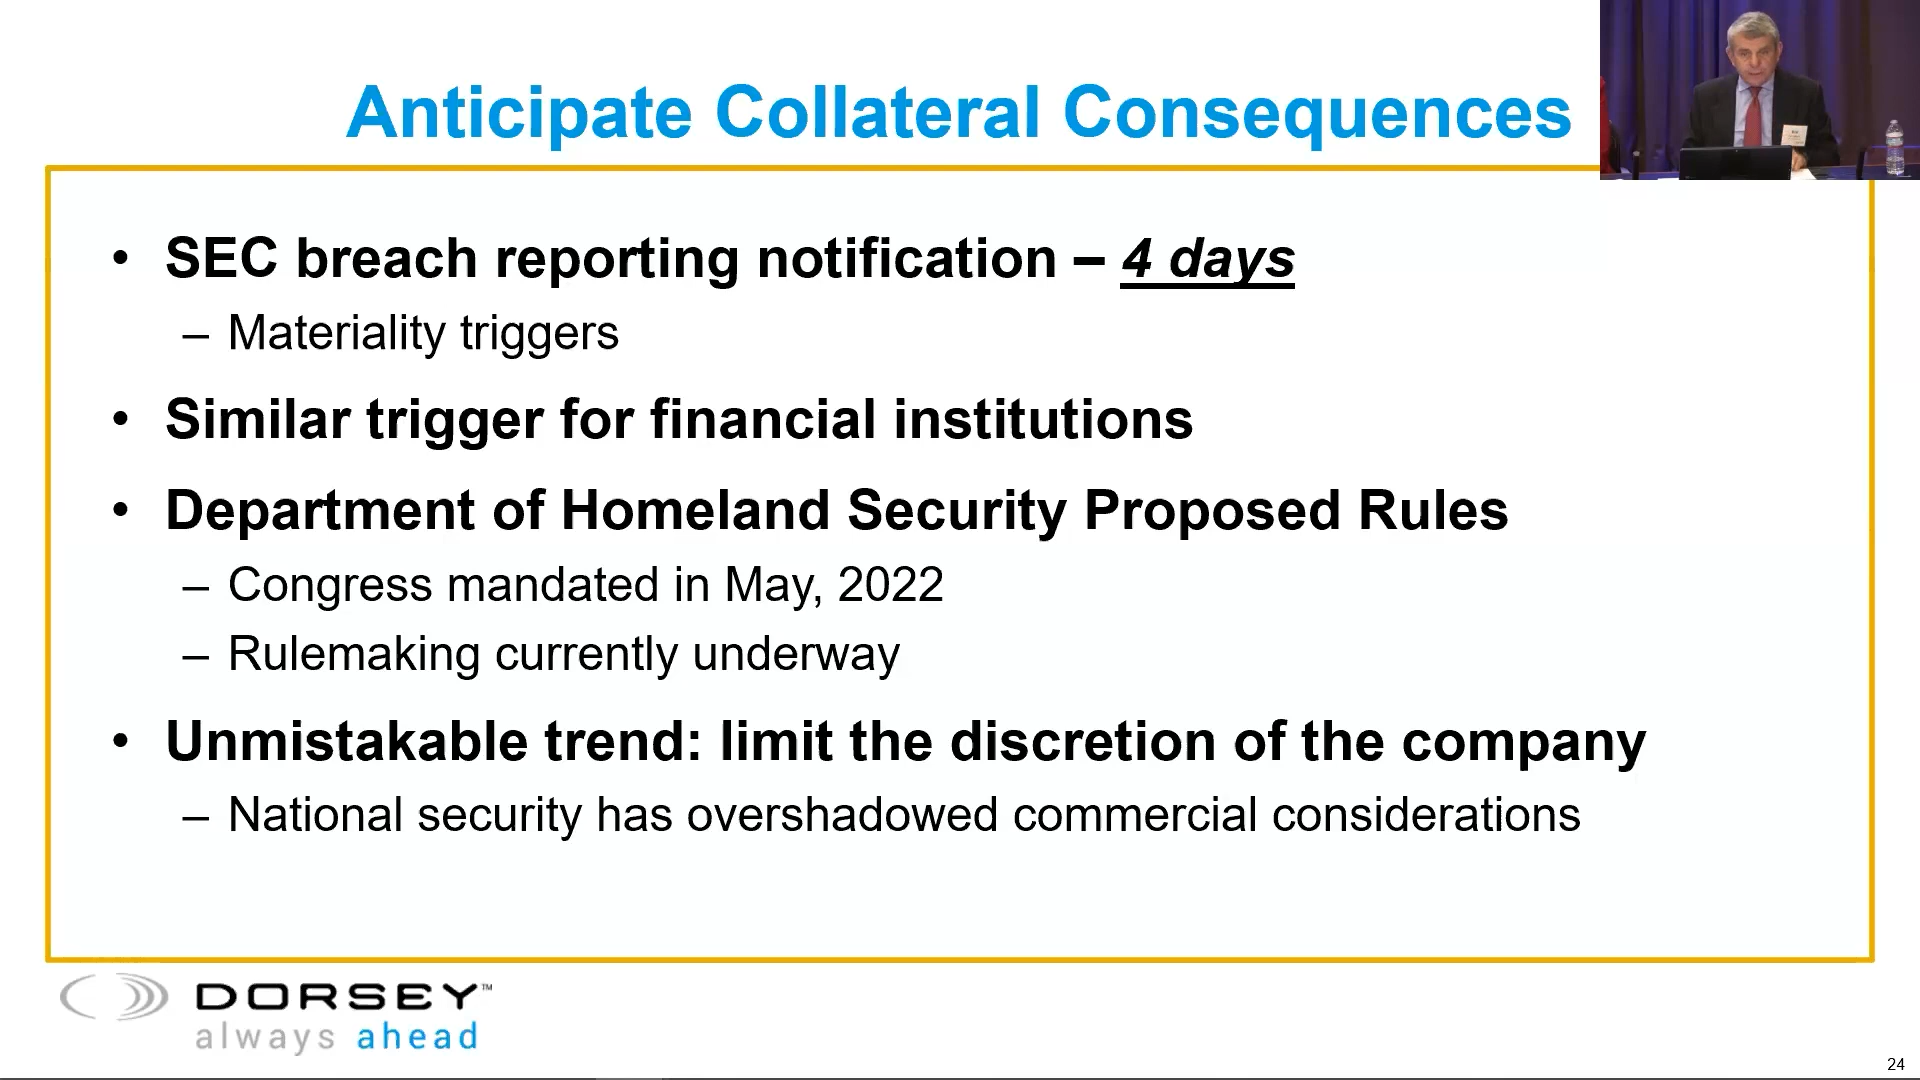 Anticipate Collateral Consequences
• SEC breach reporting notification – 4 days
– Materiality triggers
• Similar trigger for financial institutions
• Department of Homeland Security Proposed Rules
– Congress mandated in May, 2022
– Rulemaking currently underway
• Unmistakable trend: limit the discretion of the company
– National security has overshadowed commercial considerations
DORSEY™
always ahead
24